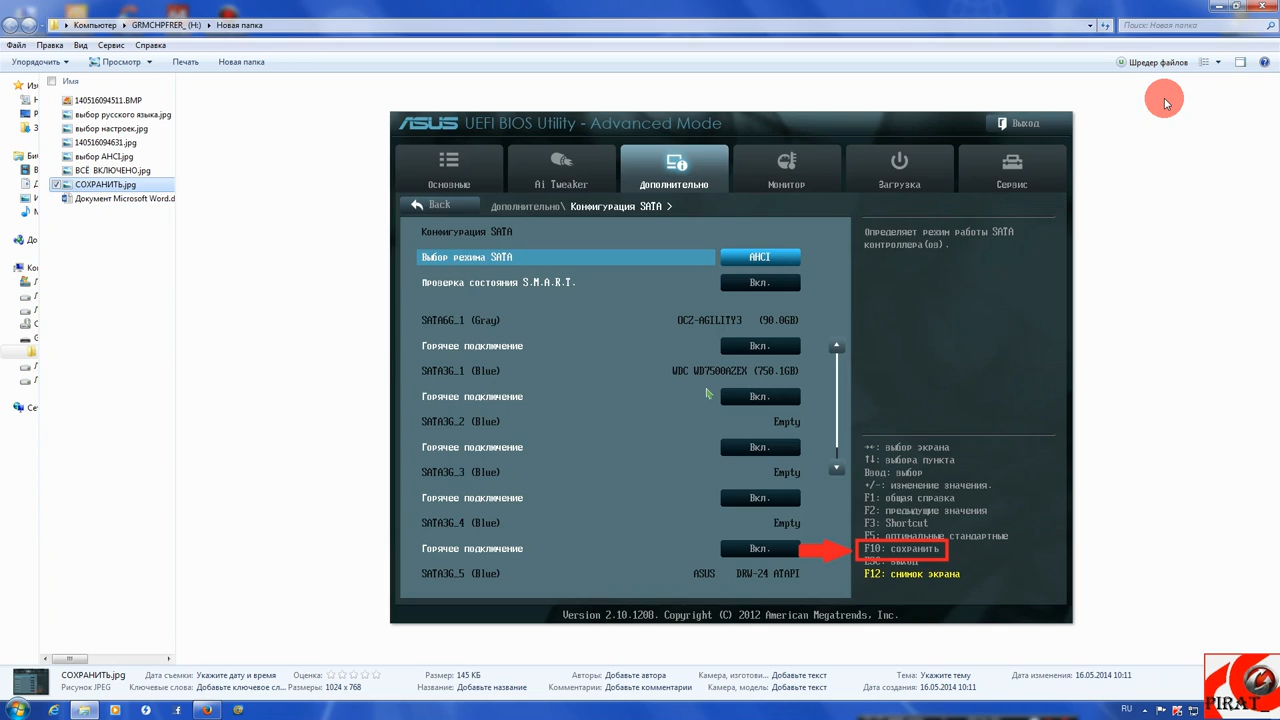 Компьютер ▸ GRMCHPFRER_ (H:) ▸ Новая папка
Поиск: Новая папка
Файл Правка Вид Сервис Справка
Упорядочить Просмотр Печать Новая папка
Шредер файлов
Имя
140516094511.BMP
выбор русского языка.jpg
выбор настроек.jpg
140516094631.jpg
выбор AHCI.jpg
ВСЁ ВКЛЮЧЕНО.jpg
СОХРАНИТЬ.jpg
Документ Microsoft Word.d
ASUS UEFI BIOS Utility - Advanced Mode
Выход
Основные Ai Tweaker Дополнительно Монитор Загрузка Сервис
Back Дополнительно\ Конфигурация SATA >
Конфигурация SATA
Выбор режима SATA AHCI
Проверка состояния S.M.A.R.T. Вкл.
SATA6G_1 (Gray) OCZ-AGILITY3 (90.0GB)
Горячее подключение Вкл.
SATA3G_1 (Blue) WDC WD7500AZEX (750.1GB)
Горячее подключение Вкл.
SATA3G_2 (Blue) Empty
Горячее подключение Вкл.
SATA3G_3 (Blue) Empty
Горячее подключение Вкл.
SATA3G_4 (Blue) Empty
Горячее подключение Вкл.
SATA3G_5 (Blue) ASUS DRW-24 ATAPI
Определяет режим работы SATA
контроллера(ов).
→←: выбор экрана
↑↓: выбора пункта
Ввод: выбор
+/-: изменение значения.
F1: общая справка
F2: предыдущие значения
F3: Shortcut
F5: оптимальные стандартные
F10: сохранить
ESC: выход
F12: снимок экрана
Version 2.10.1208. Copyright (C) 2012 American Megatrends, Inc.
СОХРАНИТЬ.jpg Дата съемки: Укажите дату и время Оценка: Размер: 145 КБ Авторы: Добавьте автора Камера, изготови... Добавьте текст Тема: Укажите тему Дата изменения: 16.05.2014 10:11
Рисунок JPEG Ключевые слова: Добавьте ключевое сл... Размеры: 1024 x 768 Название: Добавьте название Комментарии: Добавьте комментарии Камера, модель: Добавьте текст Дата создания: 16.05.2014 10:11
RU
PIRAT_